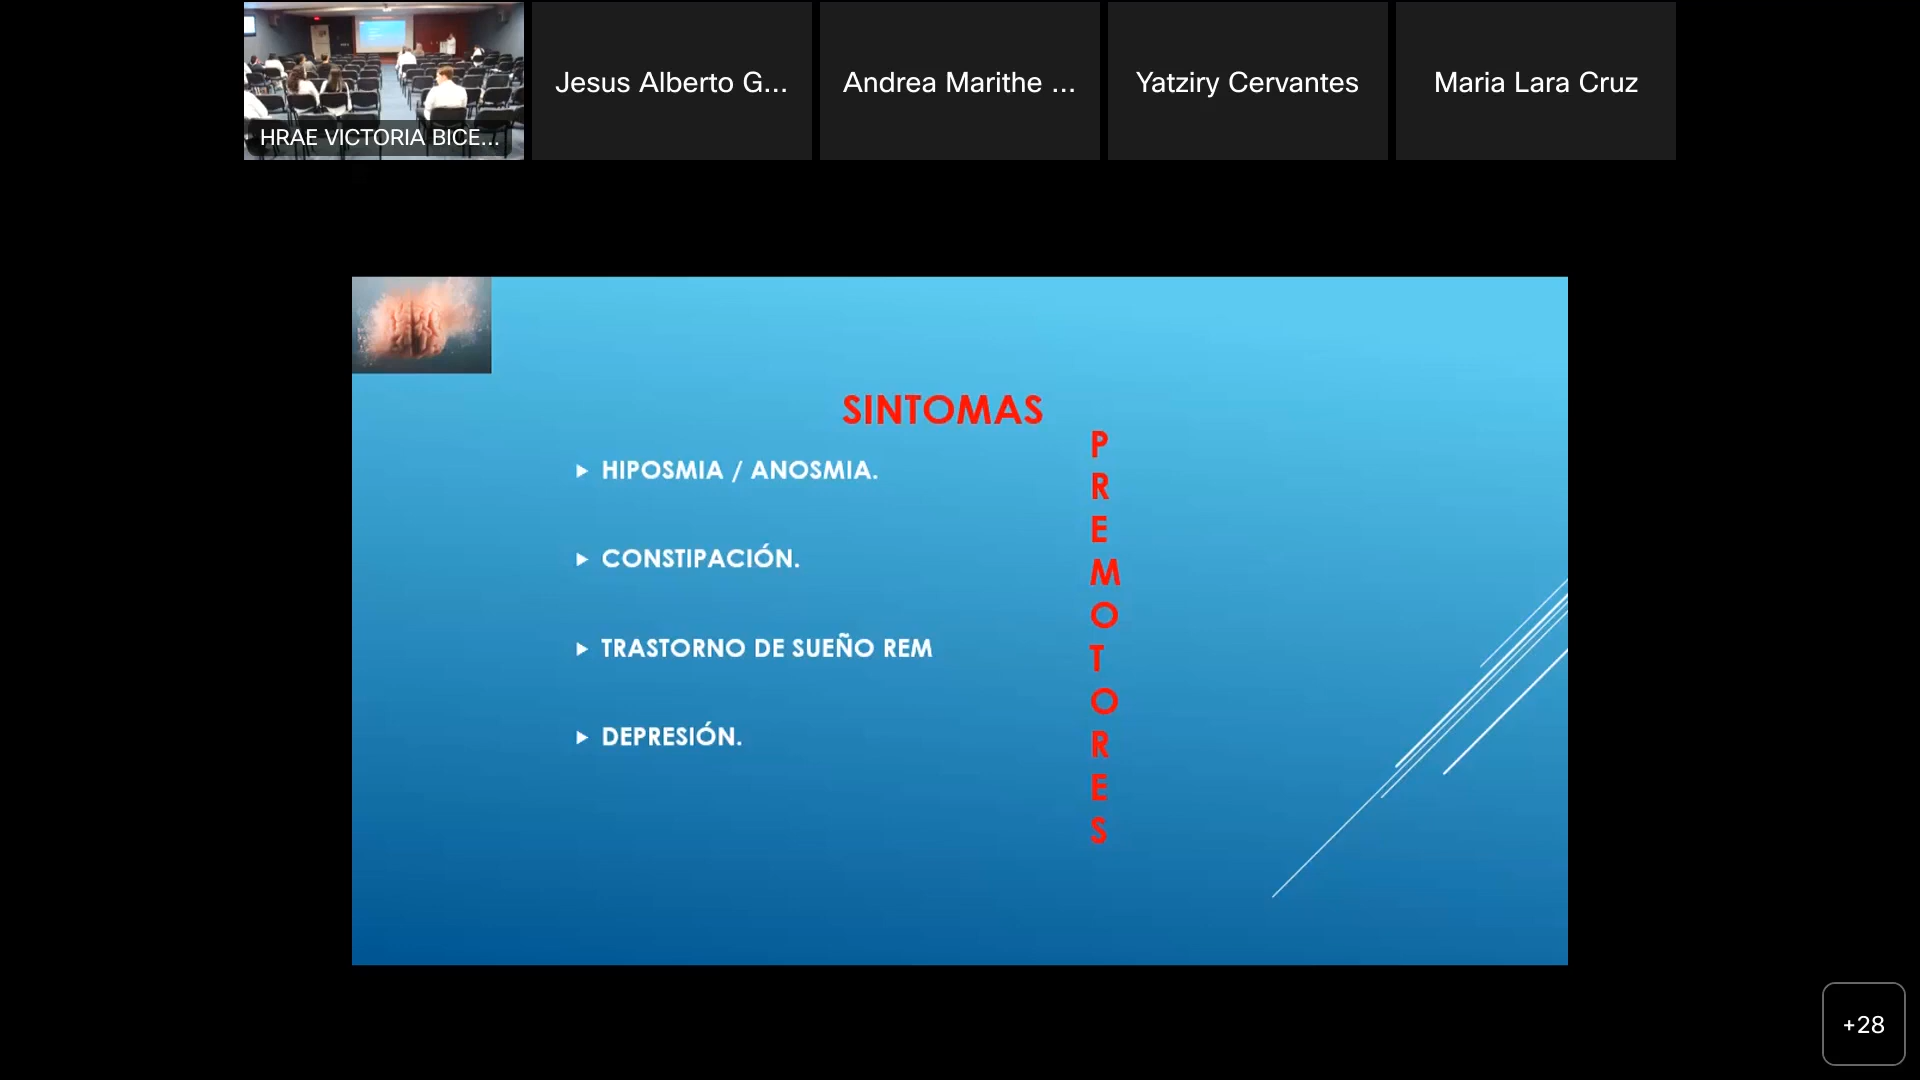 HRAE VICTORIA BICE...
Jesus Alberto G...
Andrea Marithe ...
Yatziry Cervantes
Maria Lara Cruz
SINTOMAS
HIPOSMIA / ANOSMIA.
CONSTIPACIÓN.
TRASTORNO DE SUEÑO REM
DEPRESIÓN.
P
R
E
M
O
T
O
R
E
S
+28